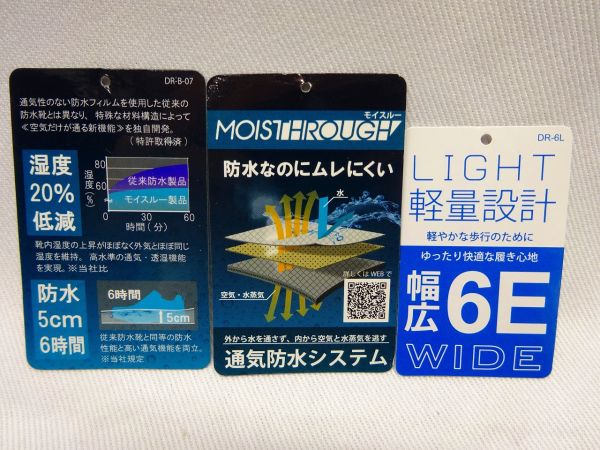 DR-B-07
通気性のない防水フィルムを使用した従来の
防水靴とは異なり、特殊な材料構造によって
≪空気だけが通る新機能≫を独自開発。
(特許取得済)
湿度
20%
低減
湿度(%)
80
60
従来防水製品
モイスルー製品
0 30 60
時間(分)
靴内湿度の上昇がほぼなく外気とほぼ同じ
湿度を維持。高水準の通気・透湿機能
を実現。※当社比
防水
5cm
6時間
6時間
5cm
従来防水靴と同等の防水
性能と高い通気機能を両立。
※当社規定
モイスルー
MOISTHROUGH
防水なのにムレにくい
水
詳しくは WEB で
空気・水蒸気
外から水を通さず、内から空気と水蒸気を逃す
通気防水システム
DR-6L
LIGHT
軽量設計
軽やかな歩行のために
ゆったり快適な履き心地
幅広
6E
WIDE